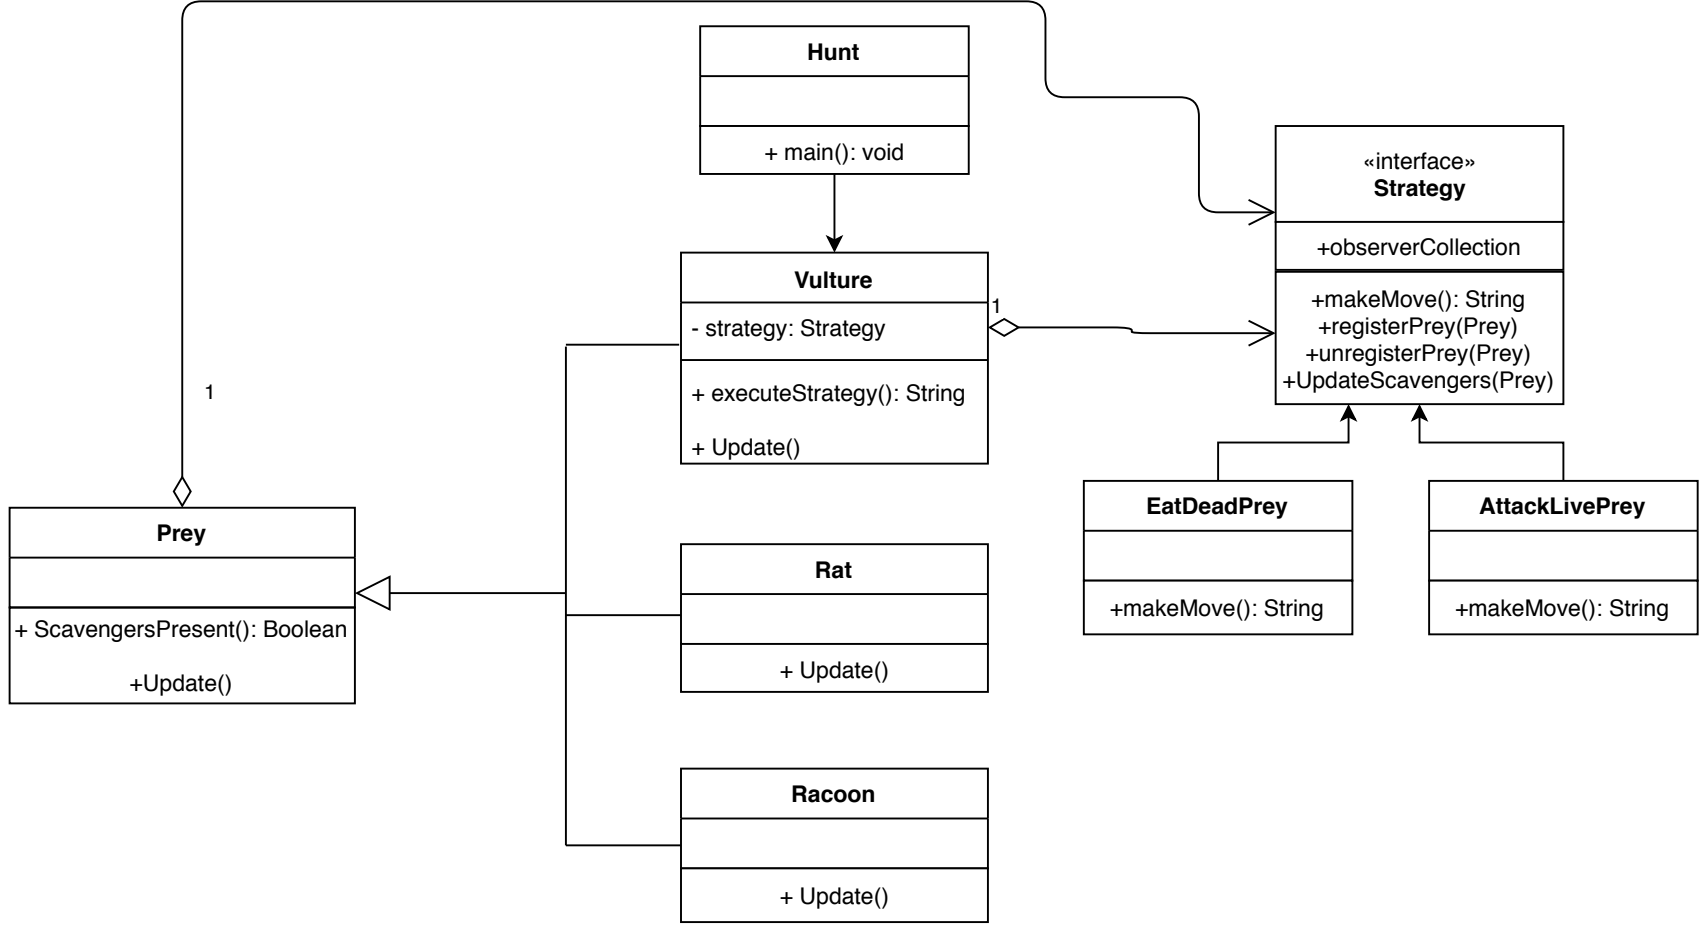 Hunt
+ main(): void
«interface»
Strategy
+observerCollection
+makeMove(): String
+registerPrey(Prey)
+unregisterPrey(Prey)
+UpdateScavengers(Prey)
Vulture
- strategy: Strategy
+ executeStrategy(): String
+ Update()
1
1
Prey
+ ScavengersPresent(): Boolean
+Update()
Rat
+ Update()
Racoon
+ Update()
EatDeadPrey
+makeMove(): String
AttackLivePrey
+makeMove(): String